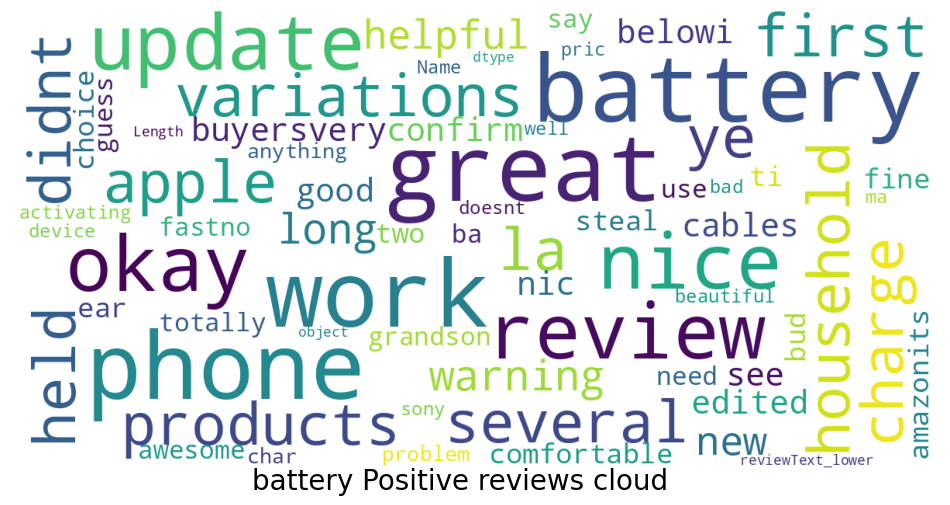 say
update
helpful
belowi
first
pric
Name
dtype
battery
didnt
choice
guess
variations
Length
buyersvery
confirm
well
ye
anything
great
apple
good
use
bad
ti
fine
ma
household
activating
device
fastno
long
two
doesnt
ba
steal
cables
okay
la
nice
work
nic
beautiful
charge
ear
held
totally
object
grandson
review
bud
amazonits
phone
warning
need
see
products
sony
several
edited
new
awesome
char
problem
comfortable
reviewText_lower
battery Positive reviews cloud